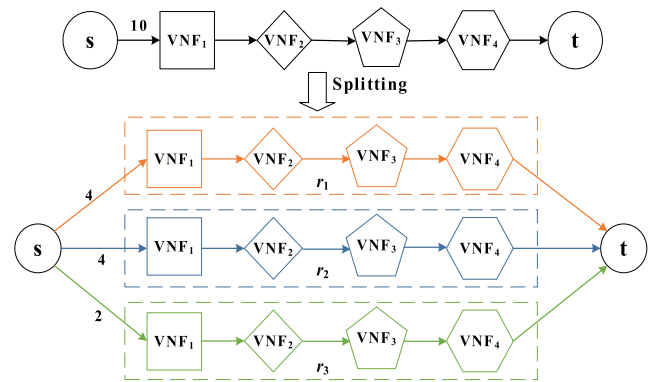 s 10 VNF₁ VNF₂ VNF₃ VNF₄ t
Splitting
VNF₁ VNF₂ VNF₃ VNF₄
4 r₁
s VNF₁ VNF₂ VNF₃ VNF₄ t
4 r₂
2
VNF₁ VNF₂ VNF₃ VNF₄
r₃